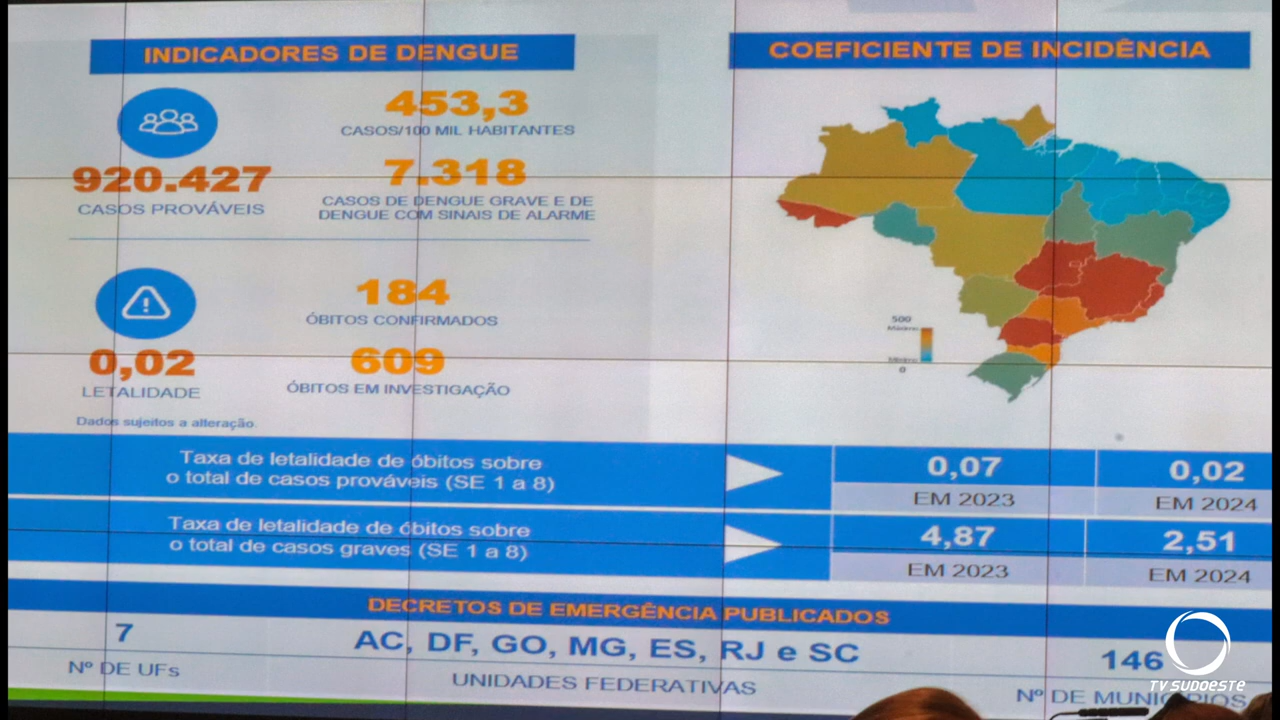 INDICADORES DE DENGUE
453,3
CASOS/100 MIL HABITANTES
920.427
CASOS PROVÁVEIS
7.318
CASOS DE DENGUE GRAVE E DE
DENGUE COM SINAIS DE ALARME
184
ÓBITOS CONFIRMADOS
0,02
LETALIDADE
609
ÓBITOS EM INVESTIGAÇÃO
Dados sujeitos a alteração.
COEFICIENTE DE INCIDÊNCIA
500
Máximo
Mínimo
0
Taxa de letalidade de óbitos sobre
o total de casos prováveis (SE 1 a 8)
0,07
EM 2023
0,02
EM 2024
Taxa de letalidade de óbitos sobre
o total de casos graves (SE 1 a 8)
4,87
EM 2023
2,51
EM 2024
DECRETOS DE EMERGÊNCIA PUBLICADOS
7
Nº DE UFs
AC, DF, GO, MG, ES, RJ e SC
UNIDADES FEDERATIVAS
146
Nº DE MUNICÍPIOS
TV SUDOESTE